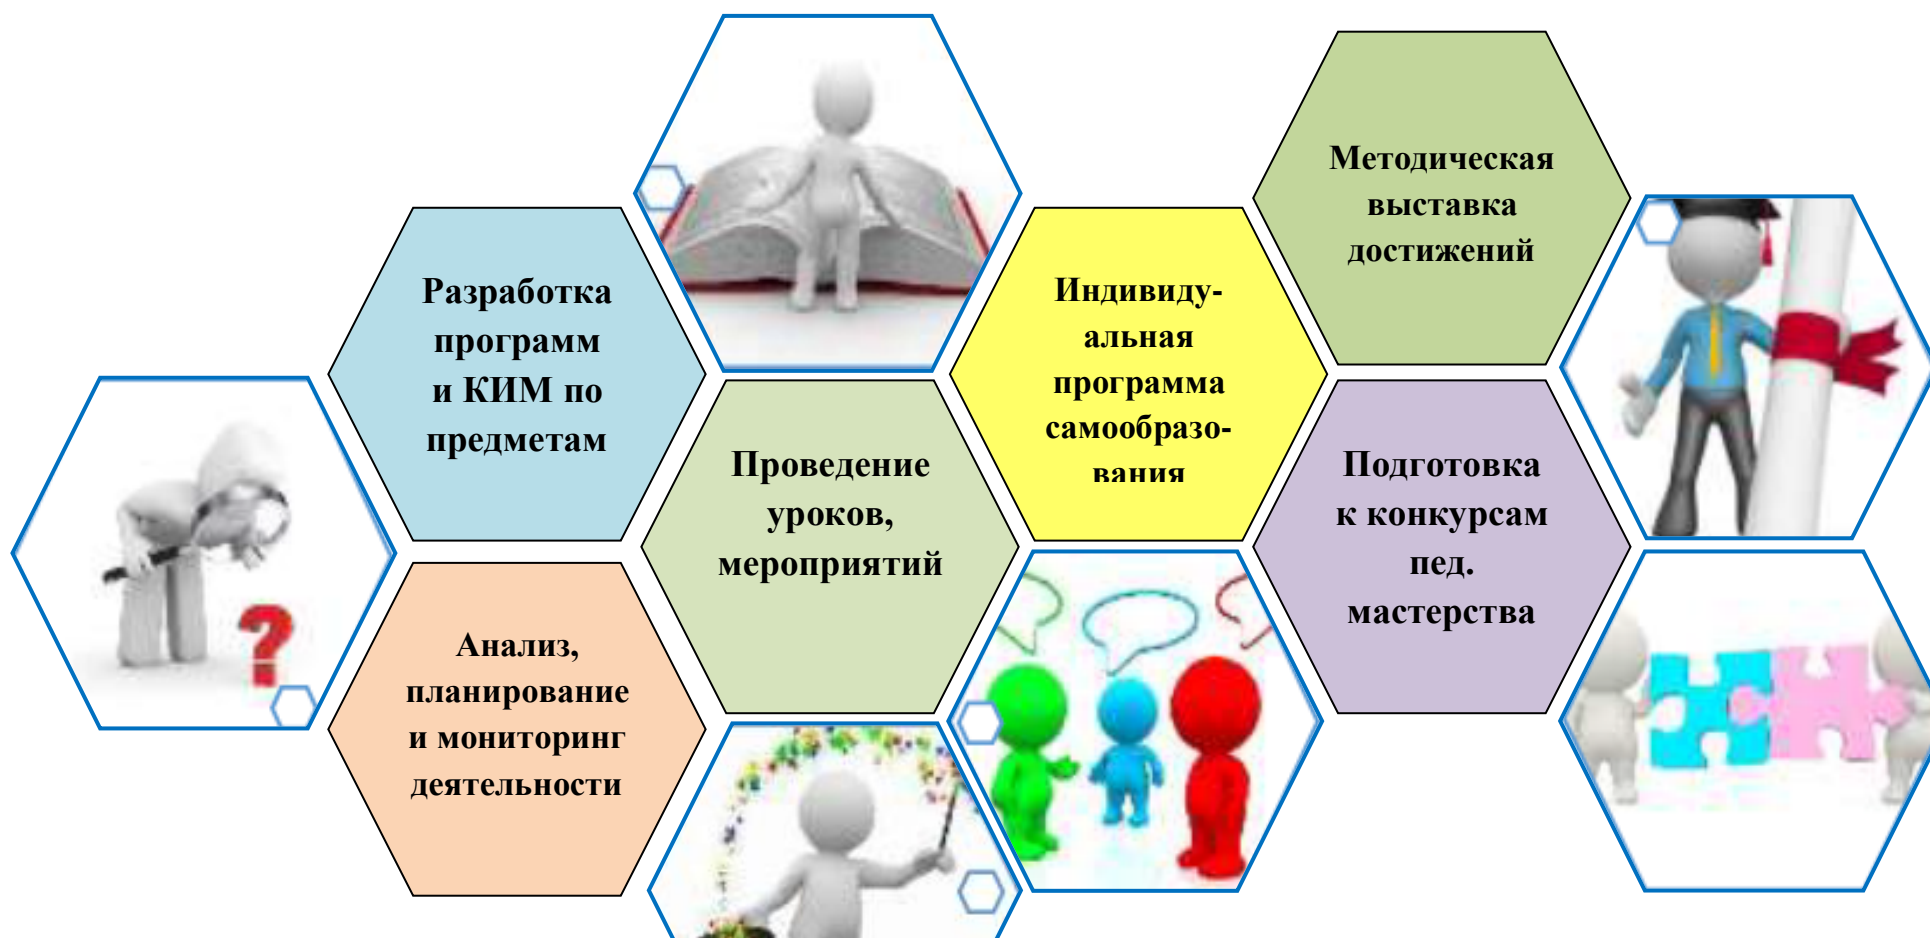 Методическая
выставка
достижений
Разработка
программ
и КИМ по
предметам
Индивиду-
альная
программа
самообразо-
вания
Проведение
уроков,
мероприятий
Подготовка
к конкурсам
пед.
мастерства
Анализ,
планирование
и мониторинг
деятельности
?